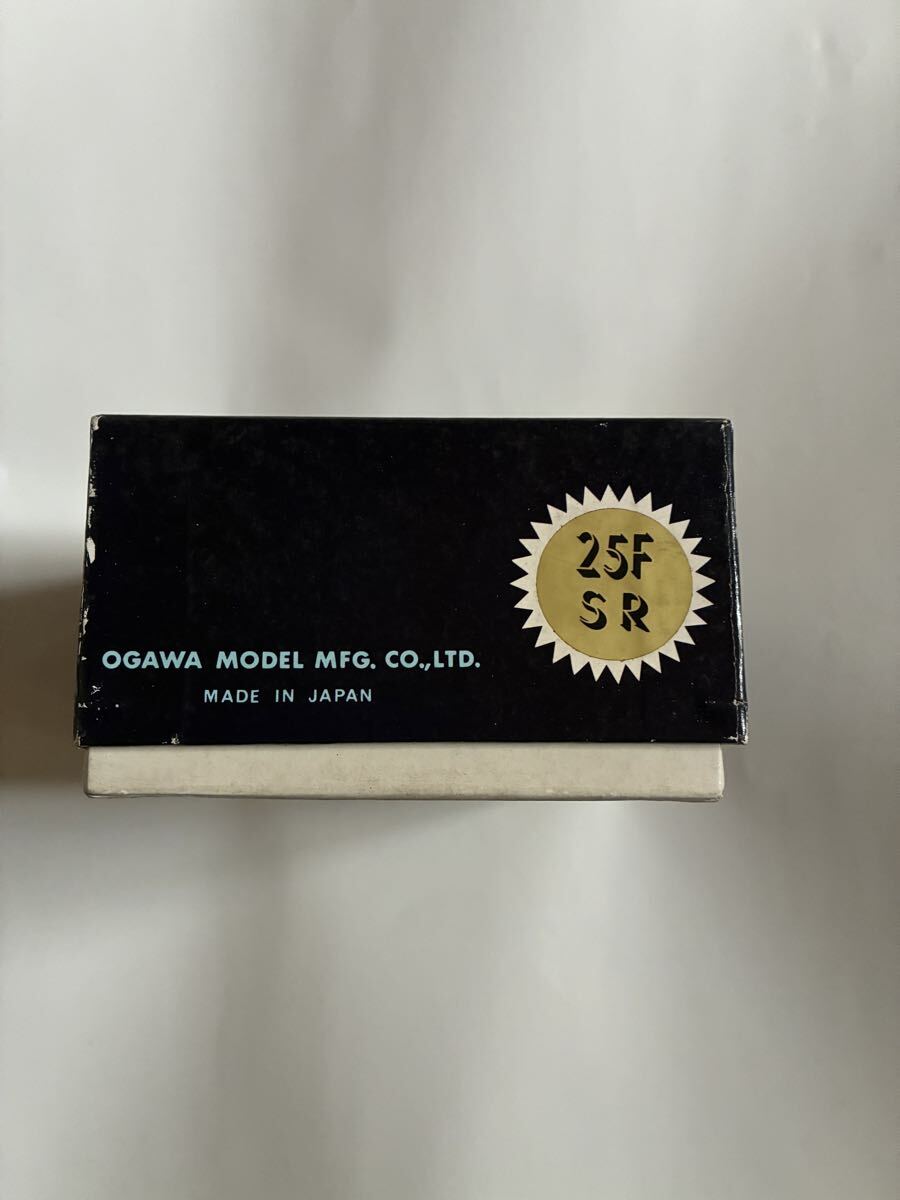 25F
SR
OGAWA MODEL MFG. CO.,LTD.
MADE IN JAPAN